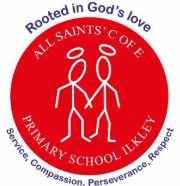 Rooted in God's love
ALL SAINTS' C OF E
PRIMARY SCHOOL ILKLEY
Service, Compassion, Perseverance, Respect